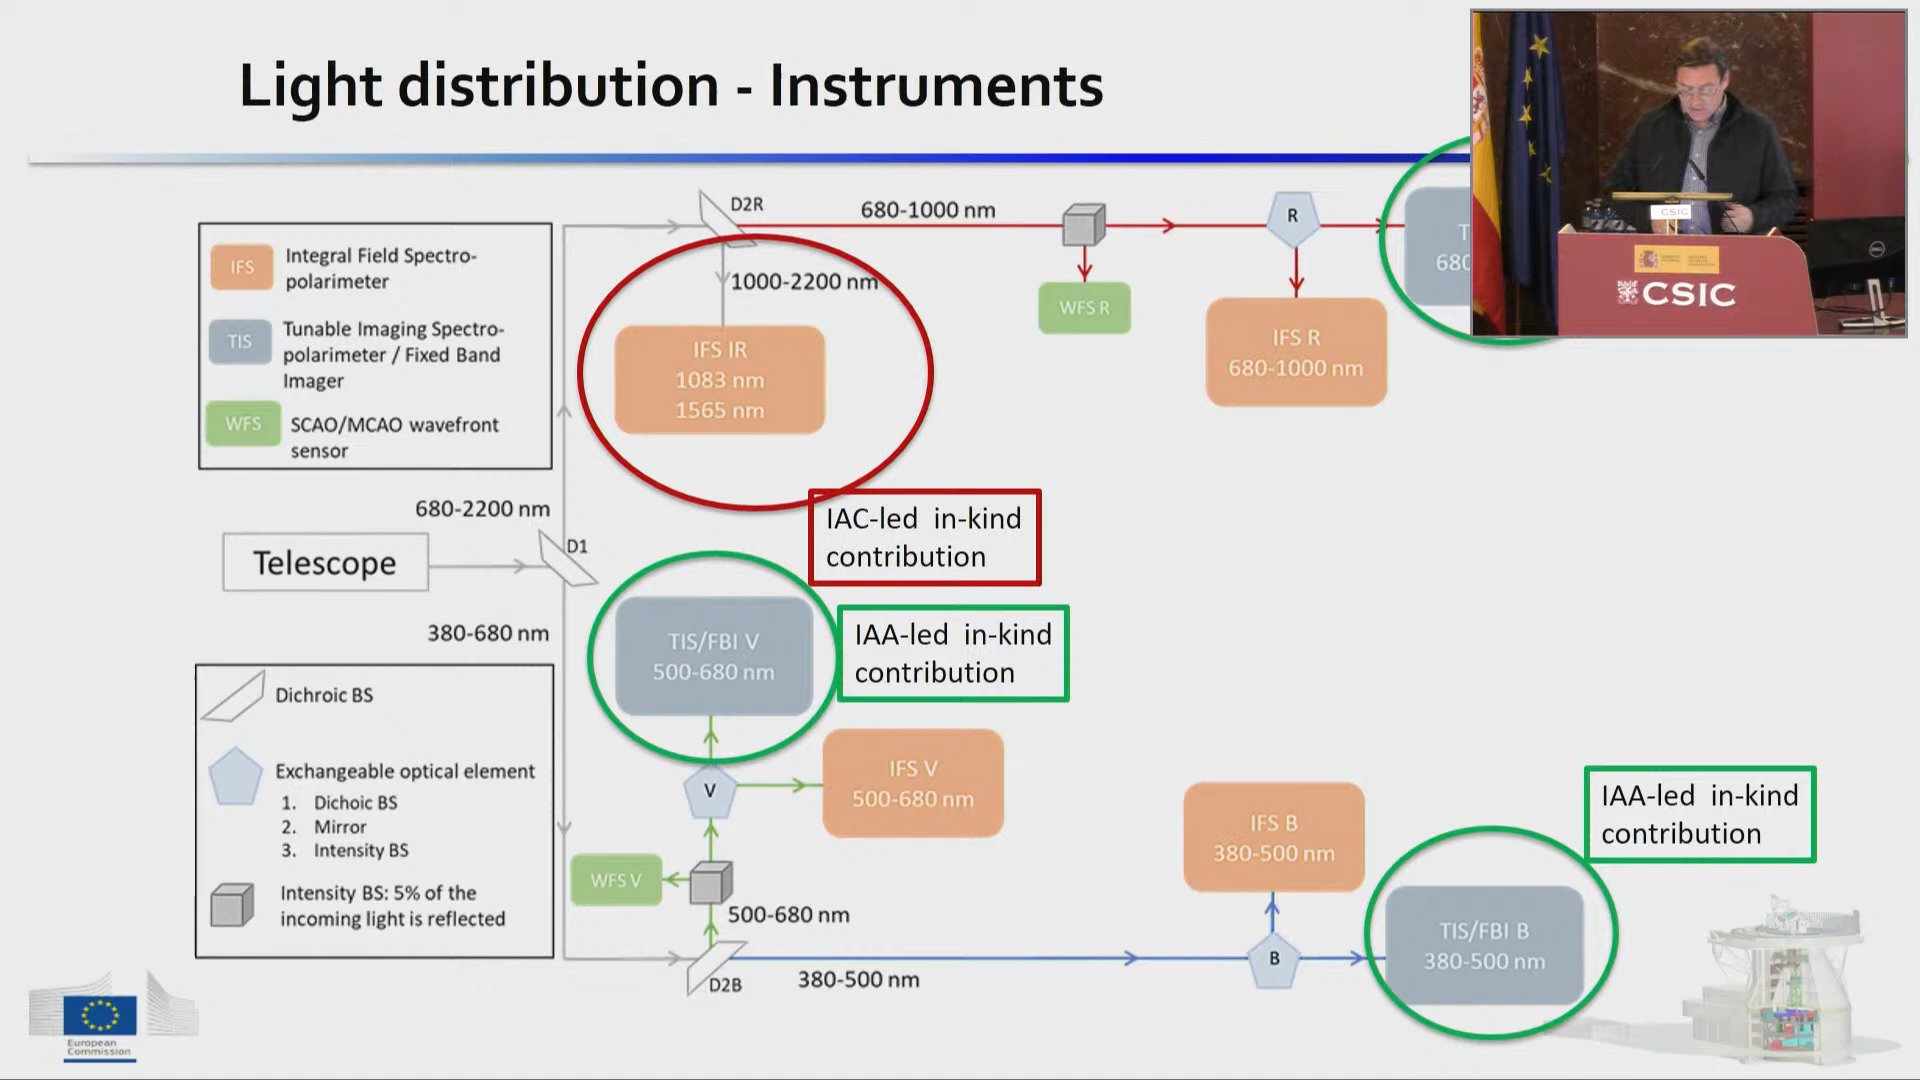 Light distribution - Instruments
IFS
Integral Field Spectro-
polarimeter
TIS
Tunable Imaging Spectro-
polarimeter / Fixed Band
Imager
WFS
SCAO/MCAO wavefront
sensor
D2R
680-1000 nm
1000-2200 nm
IFS IR
1083 nm
1565 nm
WFS R
R
IFS R
680-1000 nm
680
CSIC
CSIC
IAC-led in-kind
contribution
680-2200 nm
Telescope
D1
380-680 nm
TIS/FBI V
500-680 nm
IAA-led in-kind
contribution
Dichroic BS
Exchangeable optical element
1. Dichoic BS
2. Mirror
3. Intensity BS
Intensity BS: 5% of the
incoming light is reflected
V
IFS V
500-680 nm
WFS V
500-680 nm
D2B
380-500 nm
IFS B
380-500 nm
B
TIS/FBI B
380-500 nm
IAA-led in-kind
contribution
European
Commission